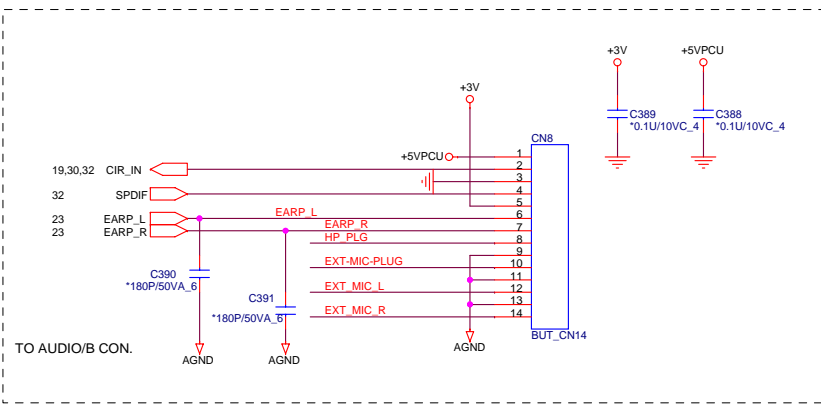 +3V +5VPCU
C389 C388
*0.1U/10VC_4 *0.1U/10VC_4
+3V
CN8
+5VPCU 1
19,30,32 CIR_IN 2
3
32 SPDIF 4
5
23 EARP_L EARP_L 6
23 EARP_R EARP_R 7
HP_PLG 8
9
EXT-MIC-PLUG 10
11
EXT_MIC_L 12
13
EXT_MIC_R 14
C390
*180P/50VA_6
C391
*180P/50VA_6
BUT_CN14
TO AUDIO/B CON.
AGND AGND AGND